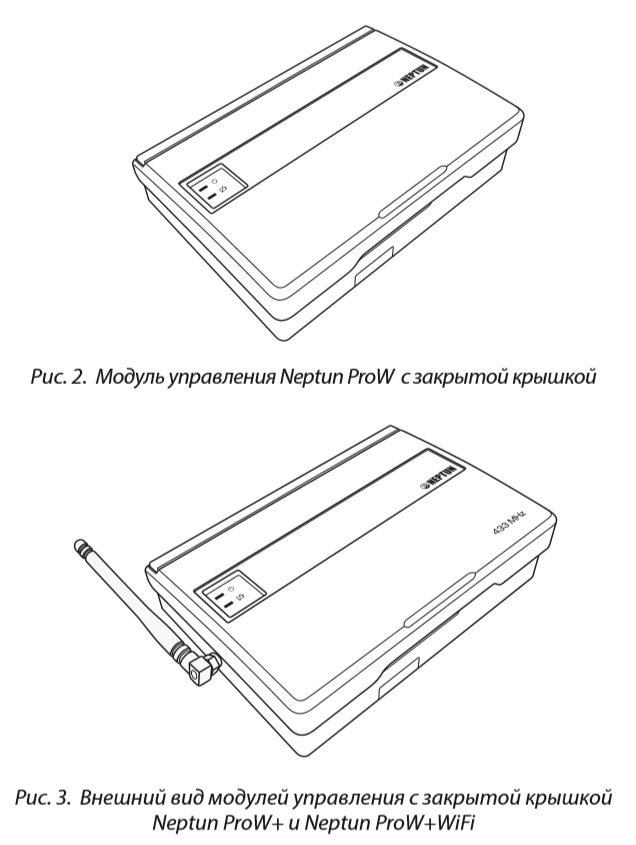 NEPTUN
Рис. 2. Модуль управления Neptun ProW с закрытой крышкой
NEPTUN
433 MHz
Рис. 3. Внешний вид модулей управления с закрытой крышкой
Neptun ProW+ и Neptun ProW+WiFi